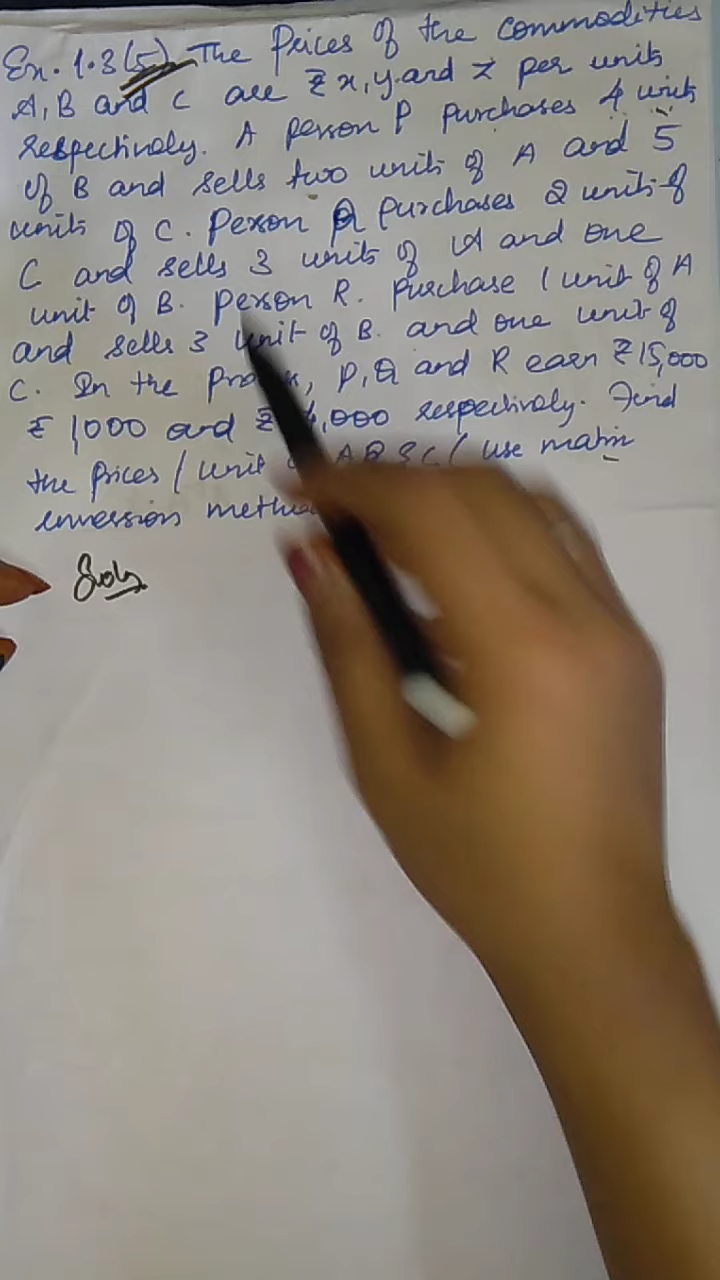 Ex. 1.3(5) The Prices of the commodities
A, B and C are ₹ x, y and z per units
respectively. A person P purchases 4 units
of B and sells two units of A and 5
units of C. Person Q purchases 2 units of
C and sells 3 units of A and one
unit of B. Person R. purchase 1 unit of A
and sells 3 unit of B. and one unit of
C. In the , P, Q and R earn ₹ 15,000
₹ 1,000 and ₹ ,000 respectively. Find
the prices / unit A B & C ( use matrix
inversion
Soln